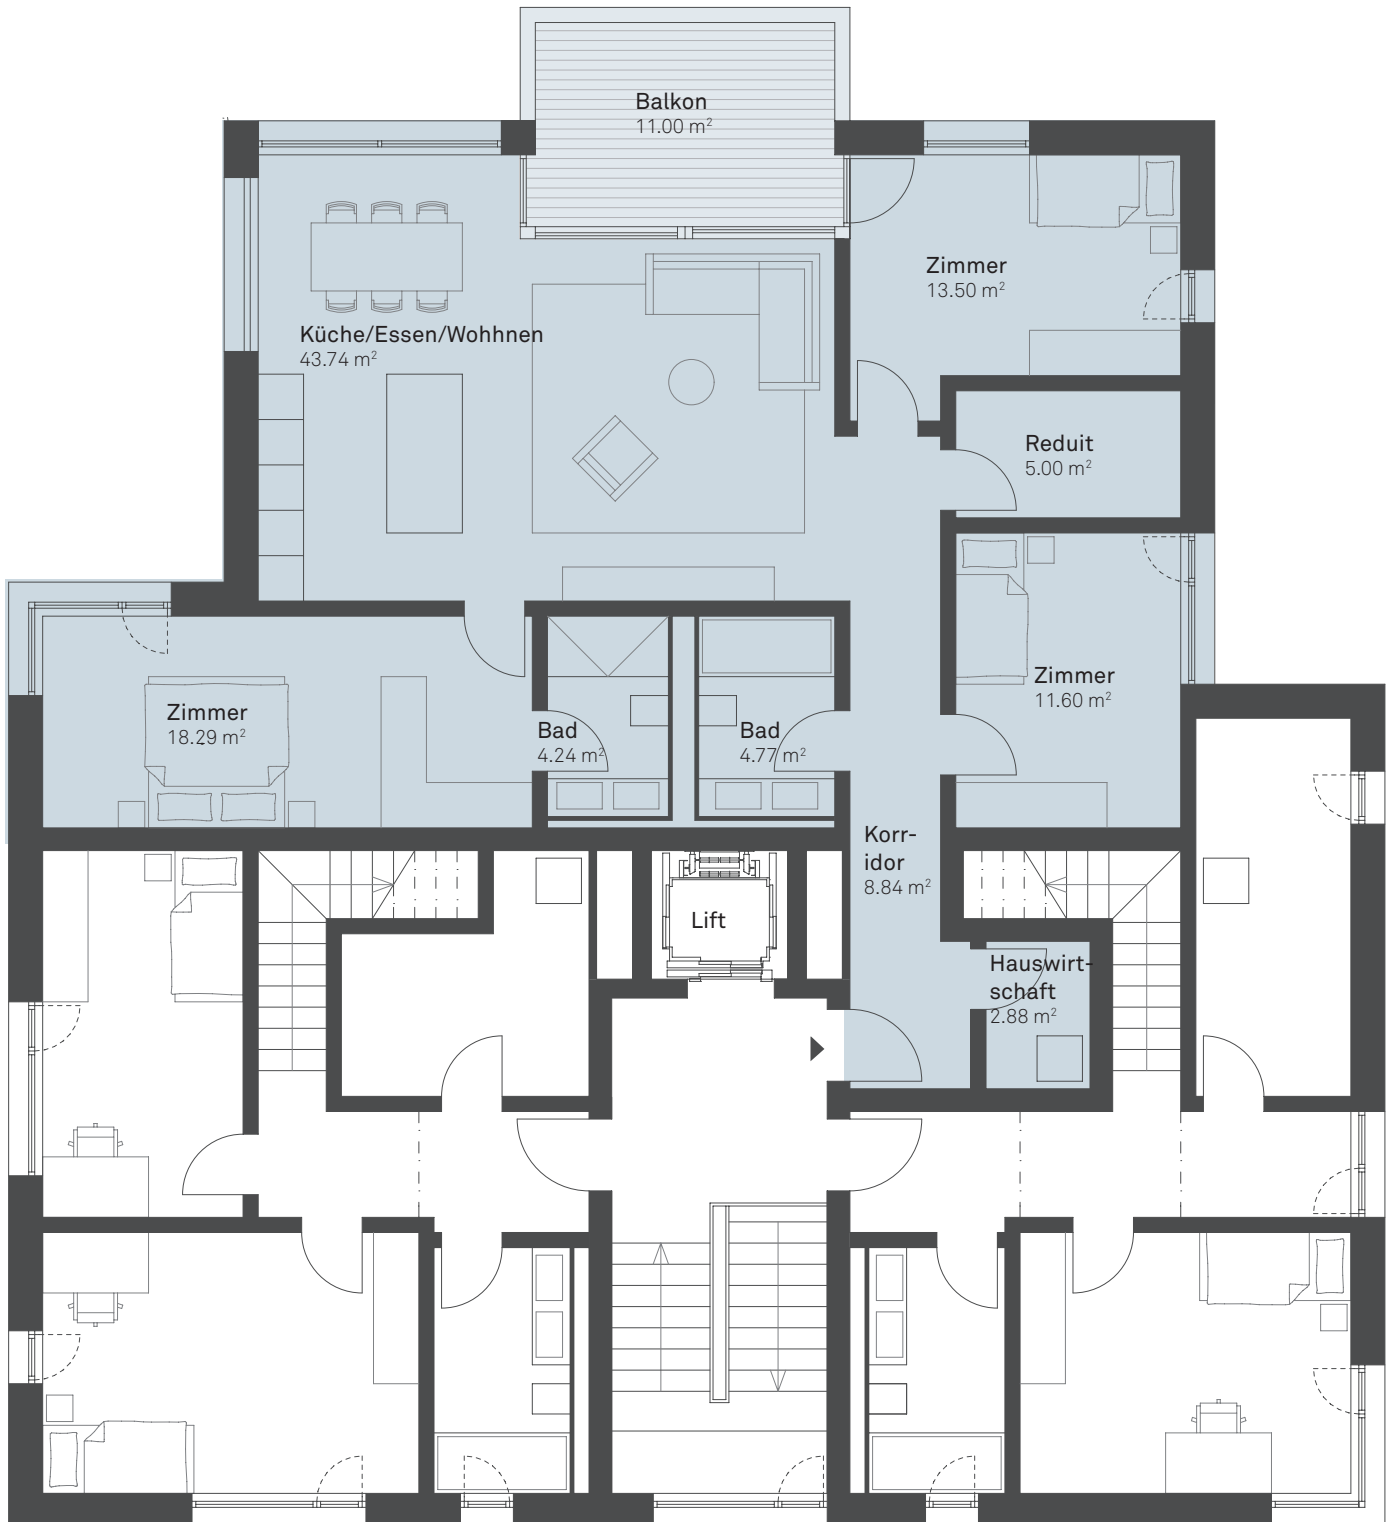 Balkon
11.00 m²
Zimmer
13.50 m²
Küche/Essen/Wohhnen
43.74 m²
Reduit
5.00 m²
Zimmer
11.60 m²
Zimmer
18.29 m²
Bad
4.24 m²
Bad
4.77 m²
Korr-
idor
8.84 m²
Lift
Hauswirt-
schaft
2.88 m²